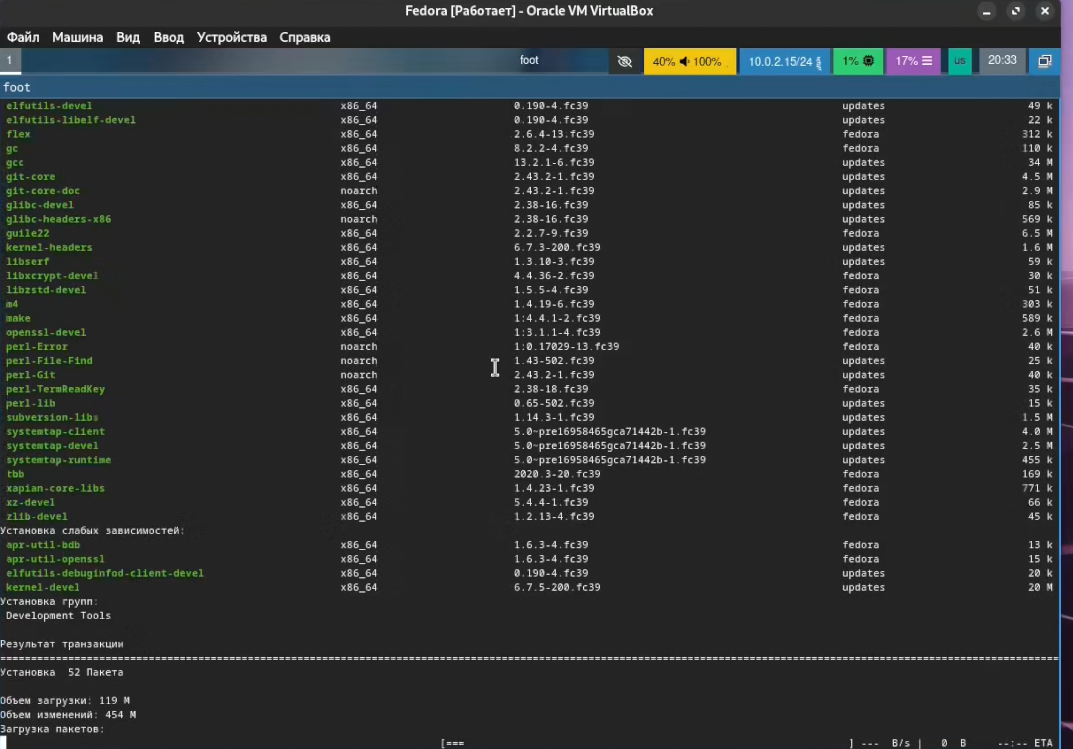 Fedora [Работает] - Oracle VM VirtualBox
Файл Машина Вид Ввод Устройства Справка
1 foot 40% 100% 10.0.2.15/24 1% 17% us 20:33
foot
elfutils-devel x86_64 0.190-4.fc39 updates 49 k
elfutils-libelf-devel x86_64 0.190-4.fc39 updates 22 k
flex x86_64 2.6.4-13.fc39 fedora 312 k
gc x86_64 8.2.2-4.fc39 fedora 110 k
gcc x86_64 13.2.1-6.fc39 updates 34 M
git-core x86_64 2.43.2-1.fc39 updates 4.5 M
git-core-doc noarch 2.43.2-1.fc39 updates 2.9 M
glibc-devel x86_64 2.38-16.fc39 updates 85 k
glibc-headers-x86 noarch 2.38-16.fc39 updates 569 k
guile22 x86_64 2.2.7-9.fc39 fedora 6.5 M
kernel-headers x86_64 6.7.3-200.fc39 updates 1.6 M
libserf x86_64 1.3.10-3.fc39 updates 59 k
libxcrypt-devel x86_64 4.4.36-2.fc39 fedora 30 k
libzstd-devel x86_64 1.5.5-4.fc39 fedora 51 k
m4 x86_64 1.4.19-6.fc39 fedora 303 k
make x86_64 1:4.4.1-2.fc39 fedora 589 k
openssl-devel x86_64 1:3.1.1-4.fc39 fedora 2.6 M
perl-Error noarch 1:0.17029-13.fc39 fedora 40 k
perl-File-Find noarch 1.43-502.fc39 updates 25 k
perl-Git noarch 2.43.2-1.fc39 updates 40 k
perl-TermReadKey x86_64 2.38-18.fc39 fedora 35 k
perl-lib x86_64 0.65-502.fc39 updates 15 k
subversion-libs x86_64 1.14.3-1.fc39 updates 1.5 M
systemtap-client x86_64 5.0~pre16958465gca71442b-1.fc39 updates 4.0 M
systemtap-devel x86_64 5.0~pre16958465gca71442b-1.fc39 updates 2.5 M
systemtap-runtime x86_64 5.0~pre16958465gca71442b-1.fc39 updates 455 k
tbb x86_64 2020.3-20.fc39 fedora 169 k
xapian-core-libs x86_64 1.4.23-1.fc39 fedora 771 k
xz-devel x86_64 5.4.4-1.fc39 fedora 66 k
zlib-devel x86_64 1.2.13-4.fc39 fedora 45 k
Установка слабых зависимостей:
apr-util-bdb x86_64 1.6.3-4.fc39 fedora 13 k
apr-util-openssl x86_64 1.6.3-4.fc39 fedora 15 k
elfutils-debuginfod-client-devel x86_64 0.190-4.fc39 updates 20 k
kernel-devel x86_64 6.7.5-200.fc39 updates 20 M
Установка групп:
Development Tools
Результат транзакции
Установка 52 Пакета
Объем загрузки: 119 M
Объем изменений: 454 M
Загрузка пакетов:
[=== ] --- B/s | 0 B --:-- ETA